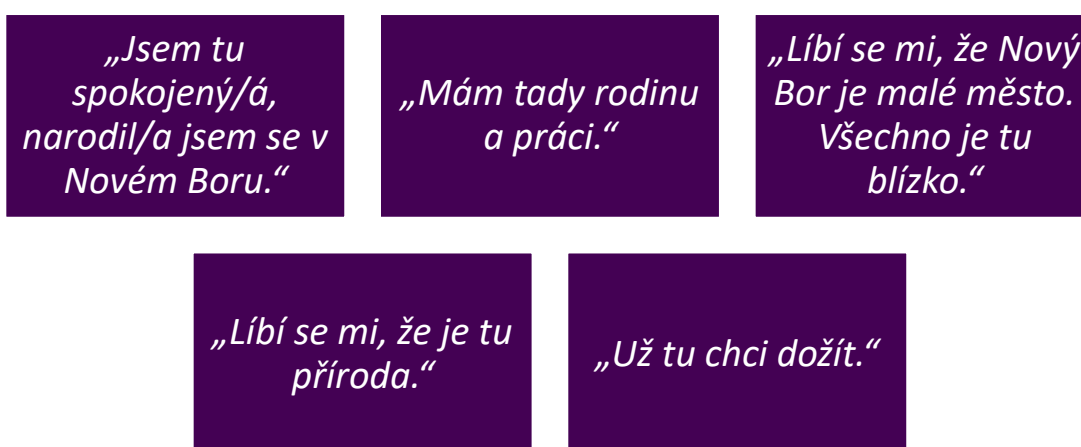 „Jsem tu
spokojený/á,
narodil/a jsem se v
Novém Boru.“
„Mám tady rodinu
a práci.“
„Líbí se mi, že Nový
Bor je malé město.
Všechno je tu
blízko.“
„Líbí se mi, že je tu
příroda.“
„Už tu chci dožít.“